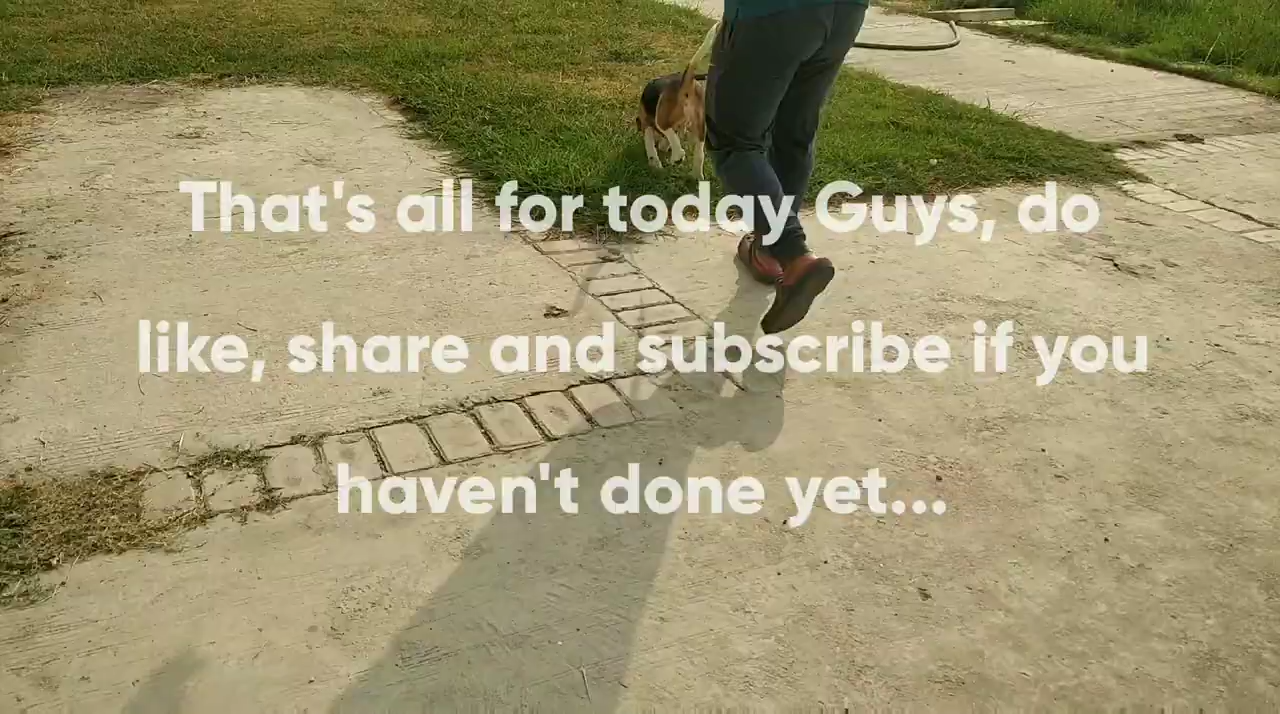 That's all for today Guys, do
like, share and subscribe if you
haven't done yet...